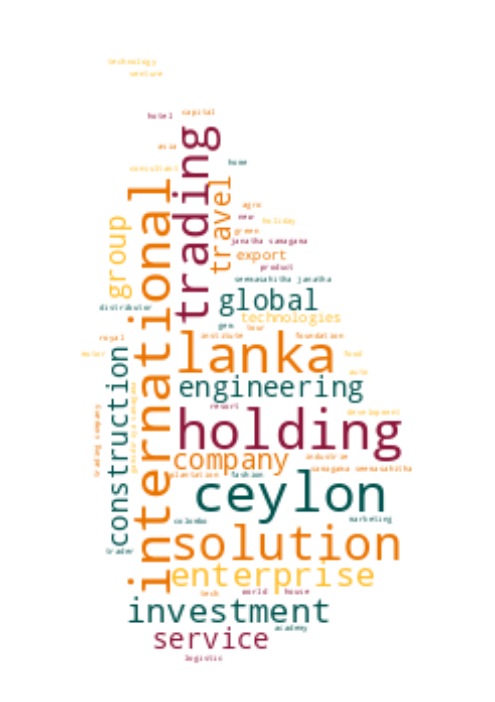 technology
venture
hotel capital
trading
asia
home
consultant
international
travel
agro
new
group
holiday
green
janatha samagama
export
product
seemasahitha janatha
global
distributor
technologies
gem tour
royal
institute
foundation
lanka
motor
food
construction
auto
engineering
resort
trading company
development
holding
company
industrie
samagama seemasahitha
plantation fashion
ceylon
colombo
marketing
solution
trader
enterprise
tech
world house
investment
academy
service
logistic